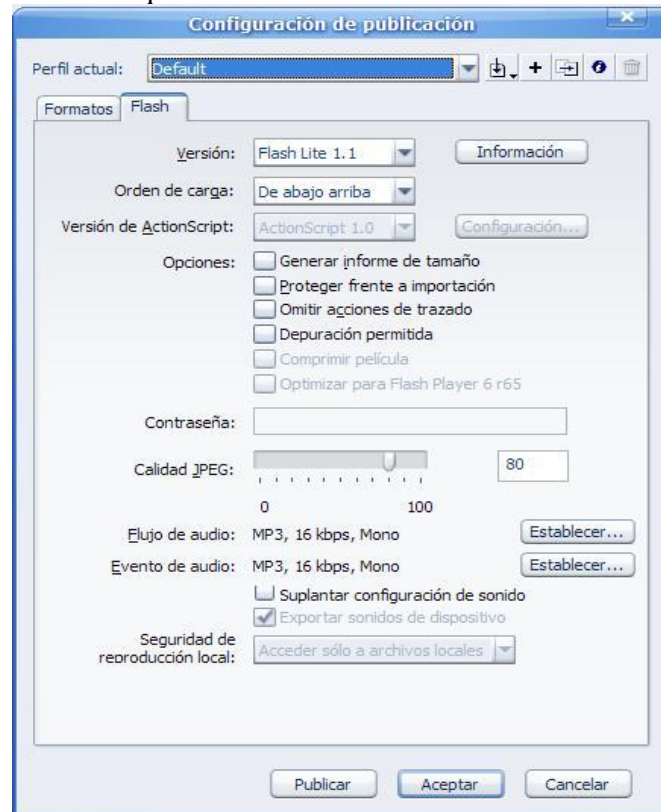 Configuración de publicación
Perfil actual: Default
Formatos Flash
Versión: Flash Lite 1.1 Información
Orden de carga: De abajo arriba
Versión de ActionScript: ActionScript 1.0 Configuración...
Opciones: Generar informe de tamaño
Proteger frente a importación
Omitir acciones de trazado
Depuración permitida
Comprimir película
Optimizar para Flash Player 6 r65
Contraseña:
Calidad JPEG: 80
0 100
Flujo de audio: MP3, 16 kbps, Mono Establecer...
Evento de audio: MP3, 16 kbps, Mono Establecer...
Suplantar configuración de sonido
Exportar sonidos de dispositivo
Seguridad de
reproducción local: Acceder sólo a archivos locales
Publicar Aceptar Cancelar